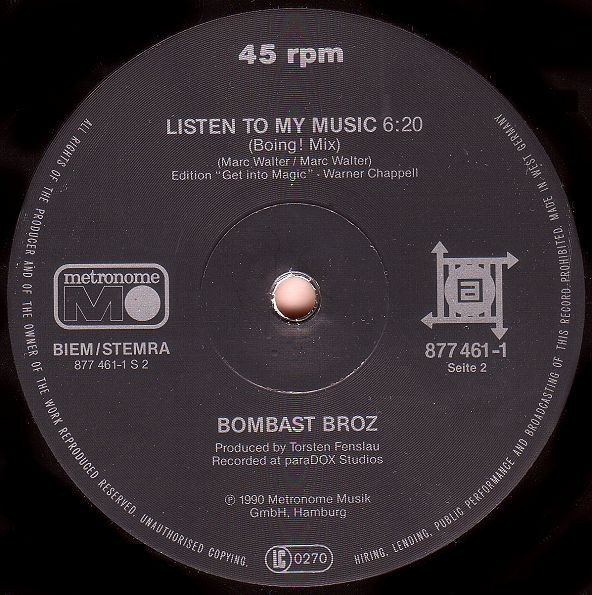 45 rpm
LISTEN TO MY MUSIC 6:20
(Boing! Mix)
(Marc Walter / Marc Walter)
Edition "Get into Magic" - Warner Chappell
metronome
M
BIEM/STEMRA
877 461-1 S 2
a
877 461-1
Seite 2
BOMBAST BROZ
Produced by Torsten Fenslau
Recorded at paraDOX Studios
℗ 1990 Metronome Musik
GmbH, Hamburg
LC 0270
ALL RIGHTS OF THE PRODUCER AND OF THE OWNER OF THE WORK REPRODUCED RESERVED. UNAUTHORISED COPYING, HIRING, LENDING, PUBLIC PERFORMANCE AND BROADCASTING OF THIS RECORD PROHIBITED. MADE IN WEST GERMANY